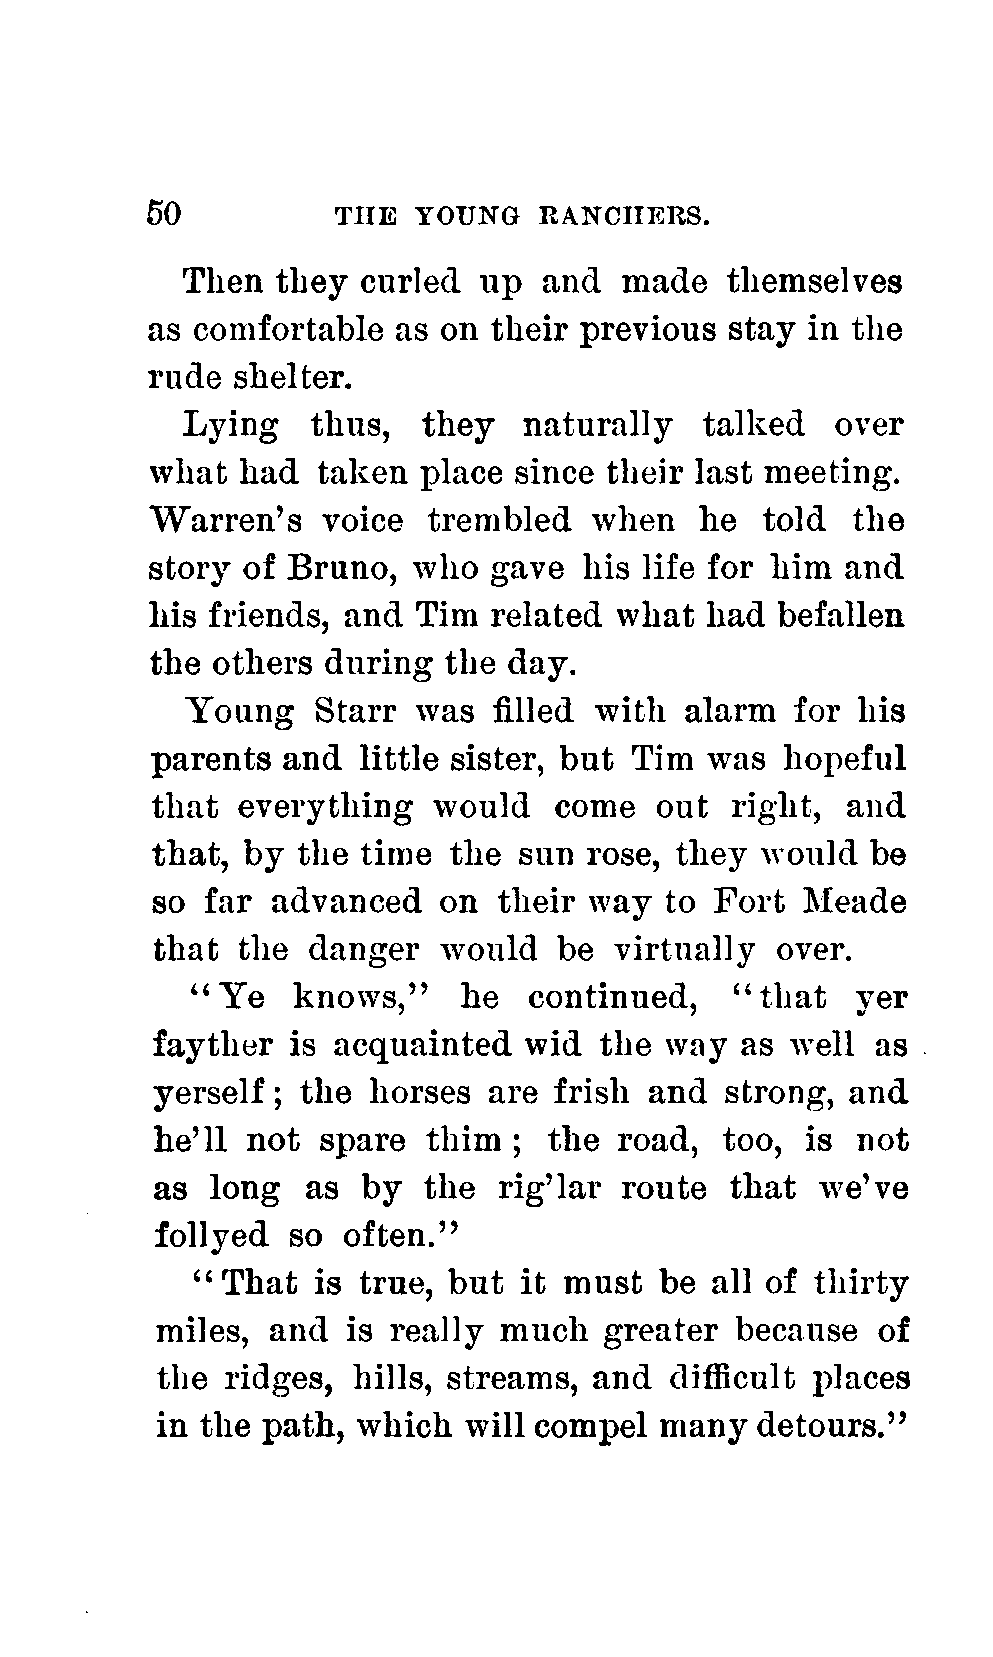 50 THE YOUNG RANCHERS.
Then they curled up and made themselves
as comfortable as on their previous stay in the
rude shelter.
Lying thus, they naturally talked over
what had taken place since their last meeting.
Warren's voice trembled when he told the
story of Bruno, who gave his life for him and
his friends, and Tim related what had befallen
the others during the day.
Young Starr was filled with alarm for his
parents and little sister, but Tim was hopeful
that everything would come out right, and
that, by the time the sun rose, they would be
so far advanced on their way to Fort Meade
that the danger would be virtually over.
"Ye knows," he continued, "that yer
fayther is acquainted wid the way as well as
yerself; the horses are frish and strong, and
he'll not spare thim; the road, too, is not
as long as by the rig'lar route that we've
follyed so often."
"That is true, but it must be all of thirty
miles, and is really much greater because of
the ridges, hills, streams, and difficult places
in the path, which will compel many detours."